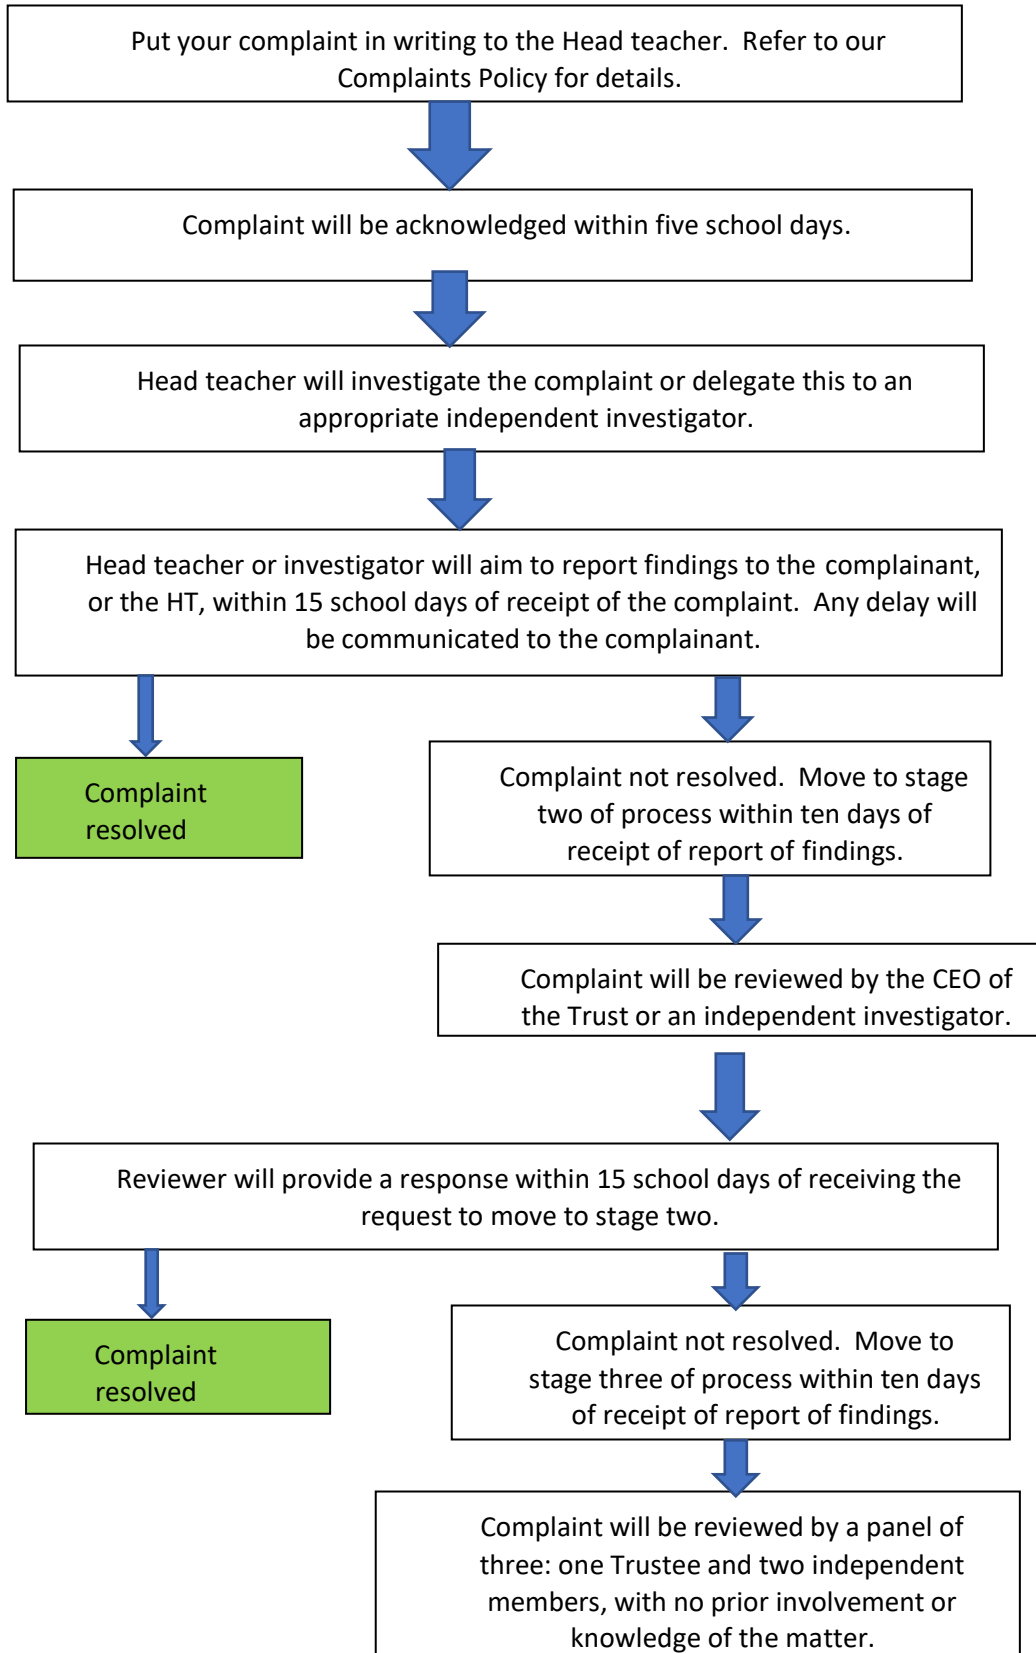 Put your complaint in writing to the Head teacher.  Refer to our
Complaints Policy for details.
Complaint will be acknowledged within five school days.
Head teacher will investigate the complaint or delegate this to an
appropriate independent investigator.
Head teacher or investigator will aim to report findings to the complainant,
or the HT, within 15 school days of receipt of the complaint.  Any delay will
be communicated to the complainant.
Complaint
resolved
Complaint not resolved.  Move to stage
two of process within ten days of
receipt of report of findings.
Complaint will be reviewed by the CEO of
the Trust or an independent investigator.
Reviewer will provide a response within 15 school days of receiving the
request to move to stage two.
Complaint
resolved
Complaint not resolved.  Move to
stage three of process within ten days
of receipt of report of findings.
Complaint will be reviewed by a panel of
three: one Trustee and two independent
members, with no prior involvement or
knowledge of the matter.